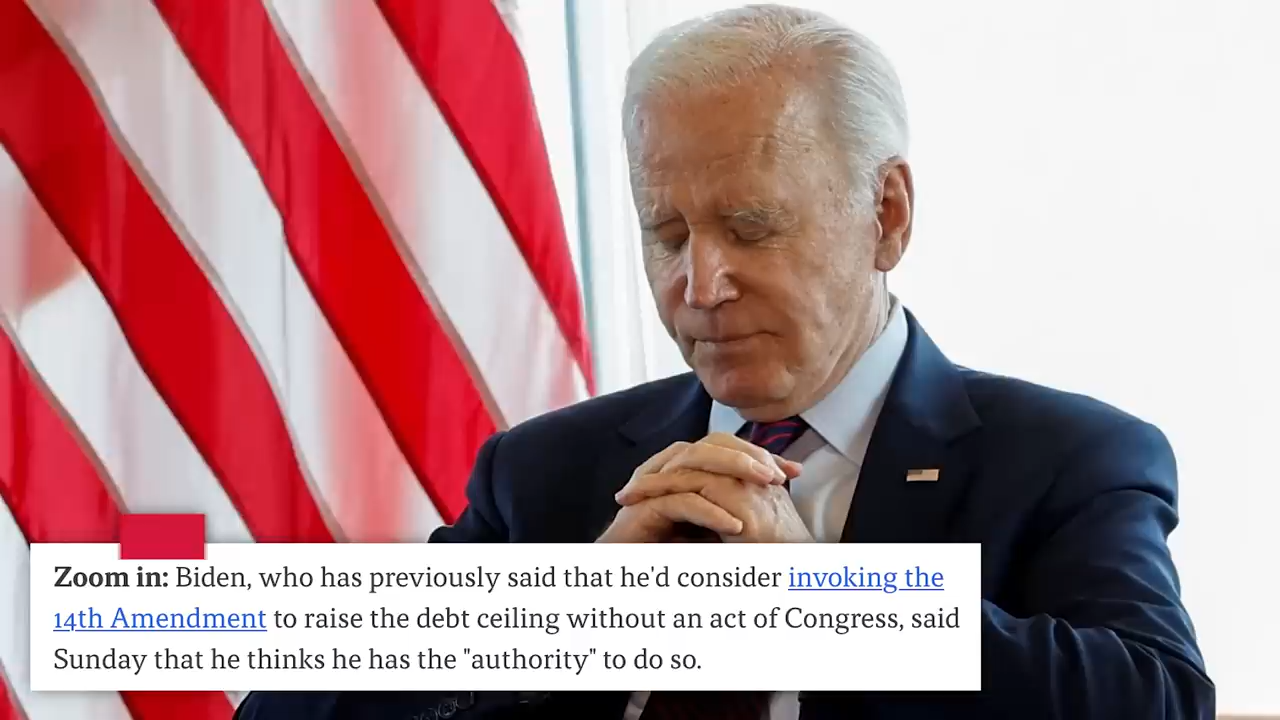 Zoom in: Biden, who has previously said that he'd consider invoking the
14th Amendment to raise the debt ceiling without an act of Congress, said
Sunday that he thinks he has the "authority" to do so.